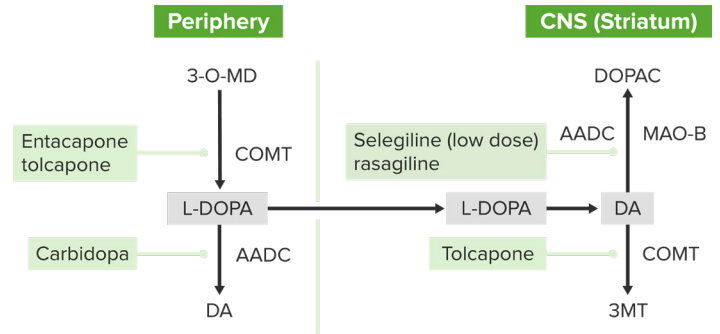 Periphery
CNS (Striatum)
3-O-MD
DOPAC
Entacapone
tolcapone
COMT
Selegiline (low dose)
rasagiline
AADC
MAO-B
L-DOPA
L-DOPA
DA
Carbidopa
AADC
Tolcapone
COMT
DA
3MT